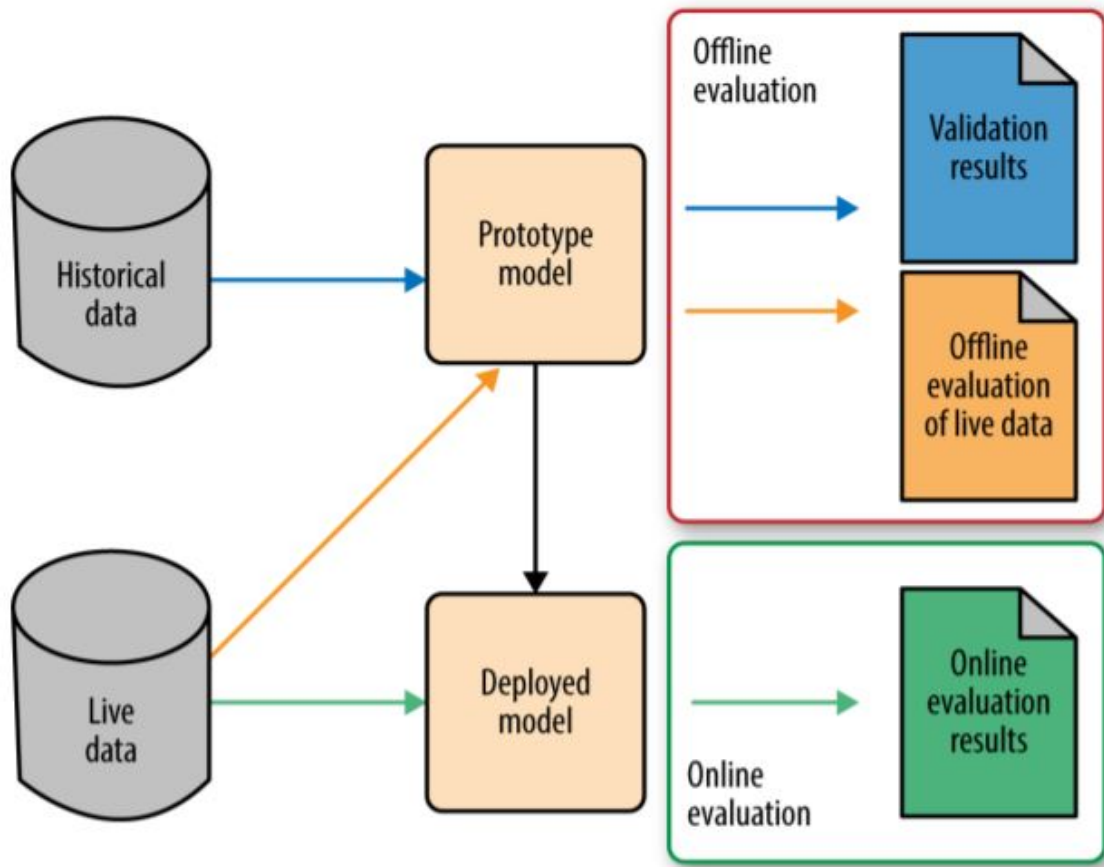 Offline
evaluation
Validation
results
Historical
data
Prototype
model
Offline
evaluation
of live data
Live
data
Deployed
model
Online
evaluation
Online
evaluation
results